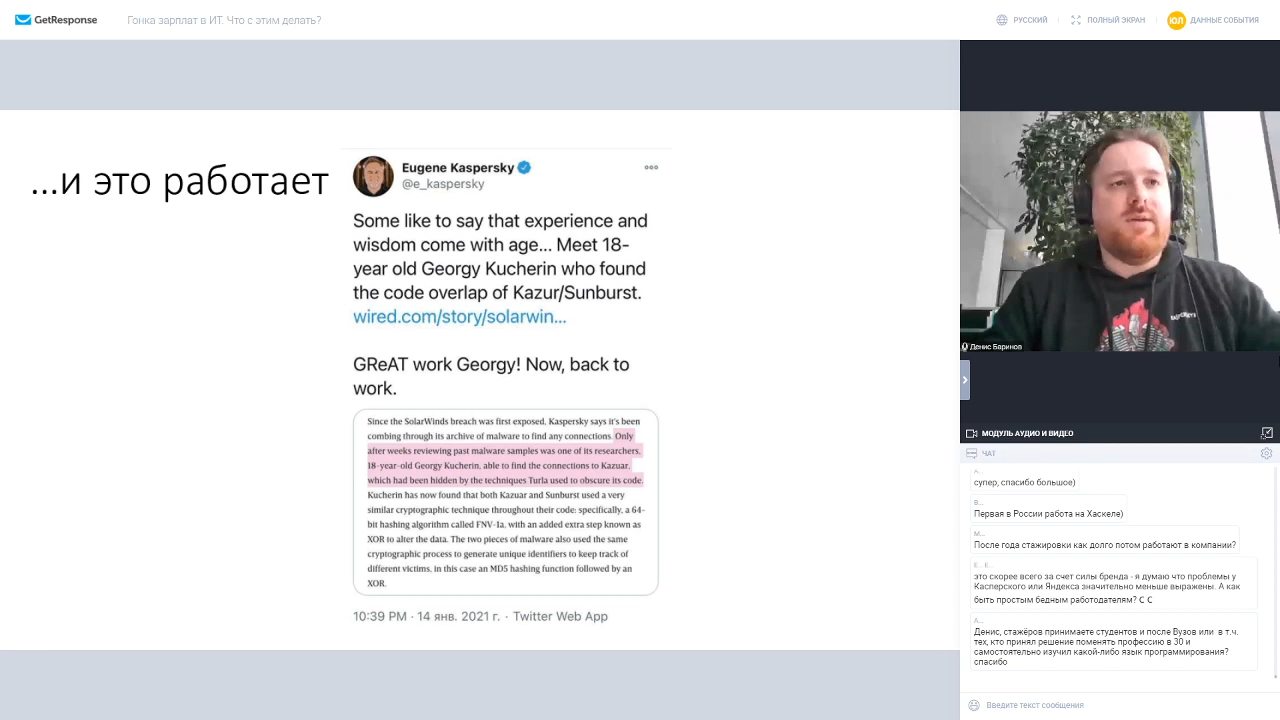 GetResponse
Гонка зарплат в ИТ. Что с этим делать?
РУССКИЙ
ПОЛНЫЙ ЭКРАН
ЮЛ
ДАННЫЕ СОБЫТИЯ
...и это работает
Eugene Kaspersky
@e_kaspersky
Some like to say that experience and
wisdom come with age... Meet 18-
year old Georgy Kucherin who found
the code overlap of Kazur/Sunburst.
wired.com/story/solarwin...
GReAT work Georgy! Now, back to
work.
Since the SolarWinds breach was first exposed, Kaspersky says it's been
combing through its archive of malware to find any connections. Only
after weeks reviewing past malware samples was one of its researchers,
18-year-old Georgy Kucherin, able to find the connections to Kazuar,
which had been hidden by the techniques Turla used to obscure its code.
Kucherin has now found that both Kazuar and Sunburst used a very
similar cryptographic technique throughout their code: specifically, a 64-
bit hashing algorithm called FNV-1a, with an added extra step known as
XOR to alter the data. The two pieces of malware also used the same
cryptographic process to generate unique identifiers to keep track of
different victims, in this case an MD5 hashing function followed by an
XOR.
10:39 PM · 14 янв. 2021 г. · Twitter Web App
Денис Баринов
МОДУЛЬ АУДИО И ВИДЕО
ЧАТ
А...
супер, спасибо большое)
В...
Первая в России работа на Хаскеле)
М...
После года стажировки как долго потом работают в компании?
Е... Е...
это скорее всего за счет силы бренда - я думаю что проблемы у
Касперского или Яндекса значительно меньше выражены. А как
быть простым бедным работодателям? С С
А...
Денис, стажёров принимаете студентов и после Вузов или в т.ч.
тех, кто принял решение поменять профессию в 30 и
самостоятельно изучил какой-либо язык программирования?
спасибо
Введите текст сообщения